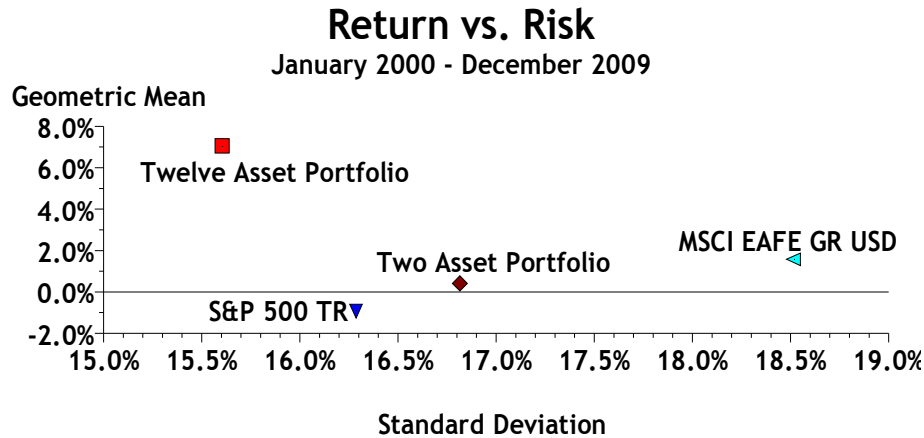 Return vs. Risk
January 2000 - December 2009
Geometric Mean
8.0%
6.0%
Twelve Asset Portfolio
4.0%
2.0%
MSCI EAFE GR USD
Two Asset Portfolio
0.0%
S&P 500 TR
-2.0%
15.0% 15.5% 16.0% 16.5% 17.0% 17.5% 18.0% 18.5% 19.0%
Standard Deviation